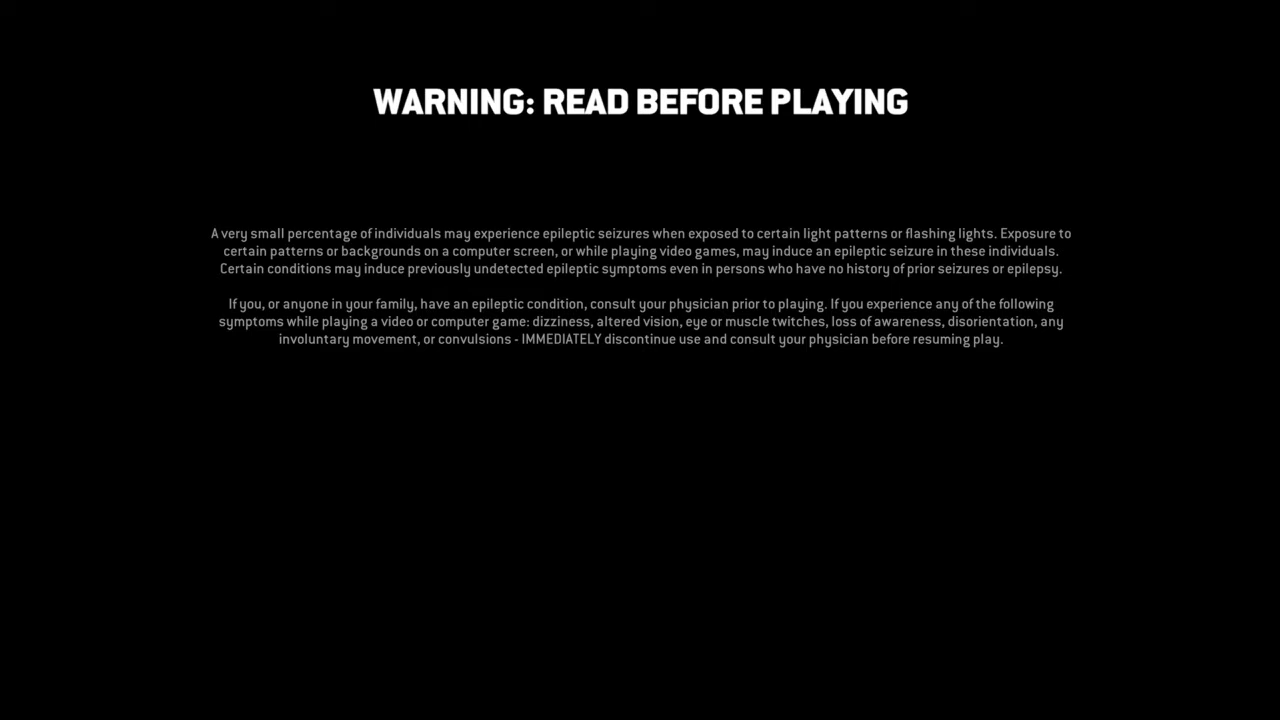 WARNING: READ BEFORE PLAYING
A very small percentage of individuals may experience epileptic seizures when exposed to certain light patterns or flashing lights. Exposure to
certain patterns or backgrounds on a computer screen, or while playing video games, may induce an epileptic seizure in these individuals.
Certain conditions may induce previously undetected epileptic symptoms even in persons who have no history of prior seizures or epilepsy.
If you, or anyone in your family, have an epileptic condition, consult your physician prior to playing. If you experience any of the following
symptoms while playing a video or computer game: dizziness, altered vision, eye or muscle twitches, loss of awareness, disorientation, any
involuntary movement, or convulsions - IMMEDIATELY discontinue use and consult your physician before resuming play.